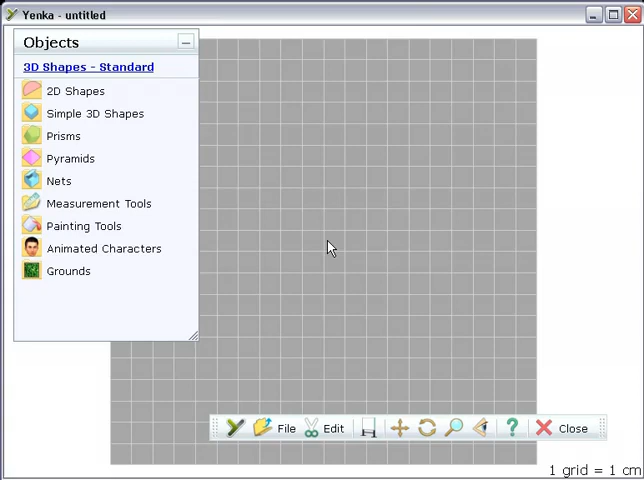 Yenka - untitled
Objects
3D Shapes - Standard
2D Shapes
Simple 3D Shapes
Prisms
Pyramids
Nets
Measurement Tools
Painting Tools
Animated Characters
Grounds
File Edit ? Close
1 grid = 1 cm